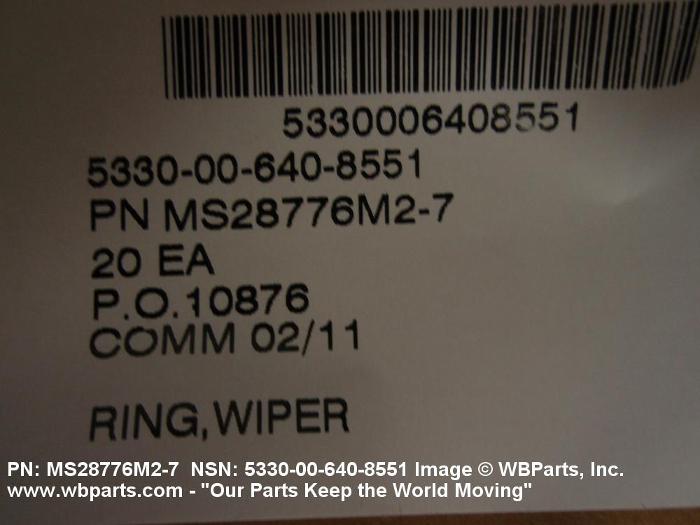 5330006408551
5330-00-640-8551
PN MS28776M2-7
20 EA
P.O.10876
COMM 02/11
RING,WIPER
PN: MS28776M2-7  NSN: 5330-00-640-8551 Image © WBParts, Inc.
www.wbparts.com - "Our Parts Keep the World Moving"